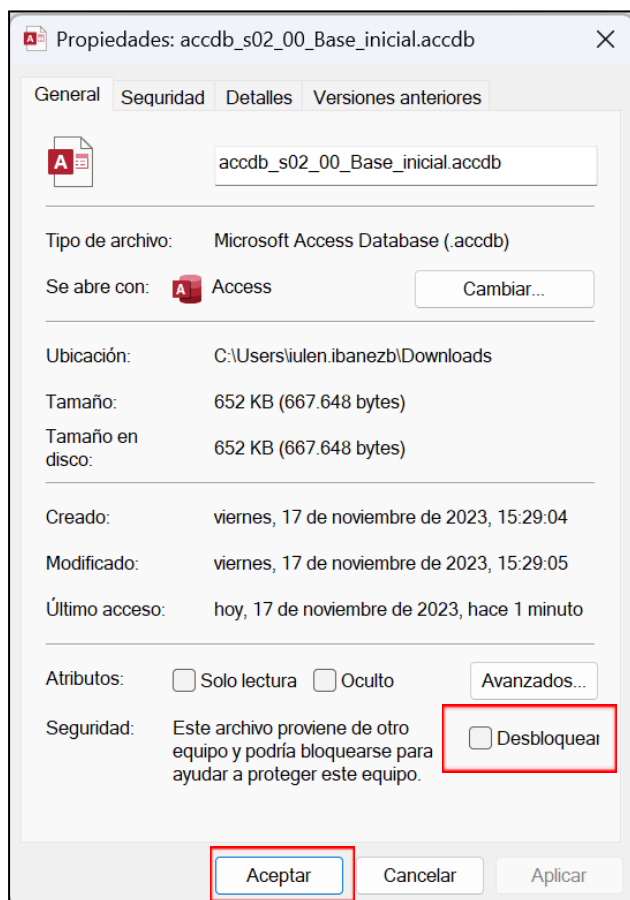 Propiedades: accdb_s02_00_Base_inicial.accdb
General Seguridad Detalles Versiones anteriores
accdb_s02_00_Base_inicial.accdb
Tipo de archivo: Microsoft Access Database (.accdb)
Se abre con: Access Cambiar...
Ubicación: C:\Users\iulen.ibanezb\Downloads
Tamaño: 652 KB (667.648 bytes)
Tamaño en
disco: 652 KB (667.648 bytes)
Creado: viernes, 17 de noviembre de 2023, 15:29:04
Modificado: viernes, 17 de noviembre de 2023, 15:29:05
Último acceso: hoy, 17 de noviembre de 2023, hace 1 minuto
Atributos: Solo lectura Oculto Avanzados...
Seguridad: Este archivo proviene de otro
equipo y podría bloquearse para
ayudar a proteger este equipo.
Desbloquear
Aceptar Cancelar Aplicar